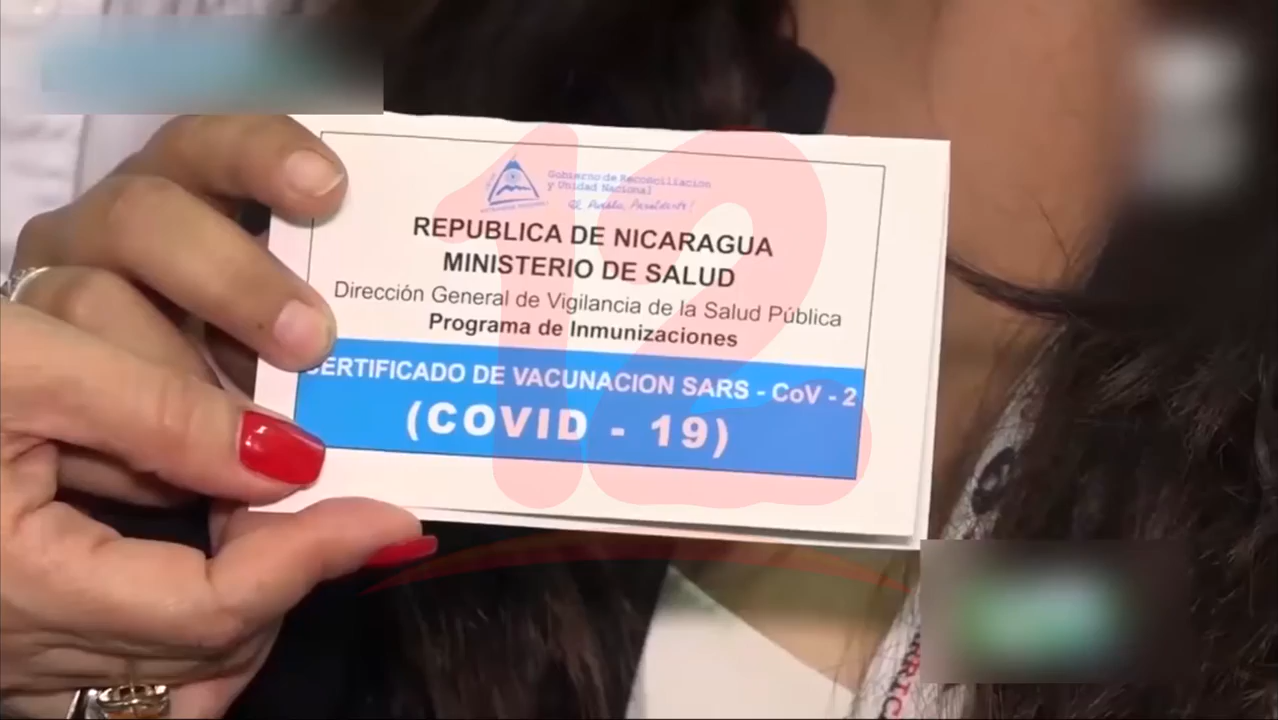 12
Gobierno de Reconciliación
y Unidad Nacional
El Pueblo, Presidente!
REPUBLICA DE NICARAGUA
MINISTERIO DE SALUD
Dirección General de Vigilancia de la Salud Pública
Programa de Inmunizaciones
ERTIFICADO DE VACUNACION SARS - CoV - 2
(COVID - 19)